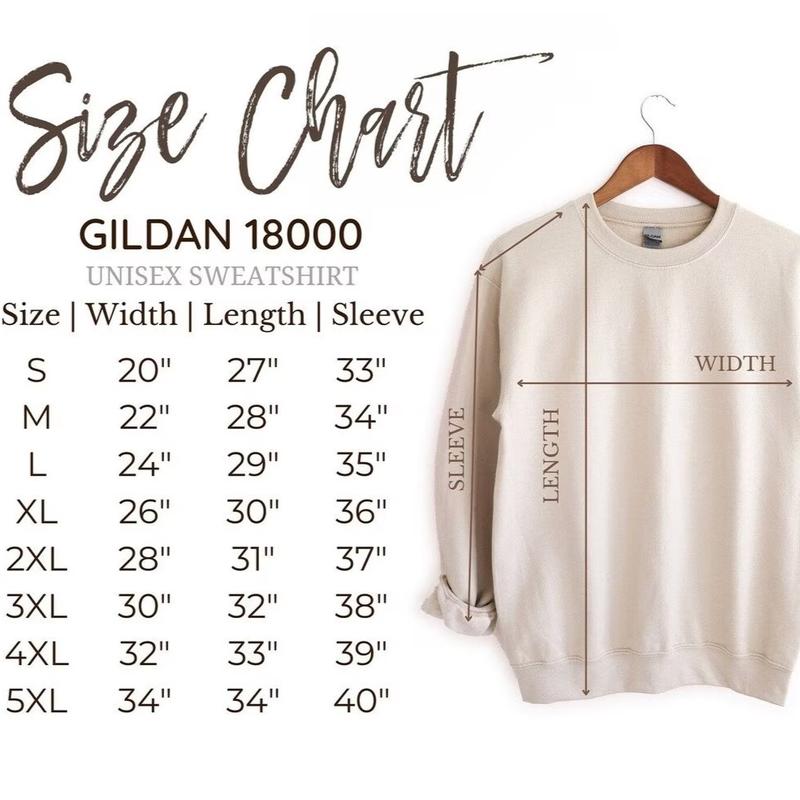 Size Chart
GILDAN 18000
UNISEX SWEATSHIRT
Size | Width | Length | Sleeve
S 20" 27" 33"
M 22" 28" 34"
L 24" 29" 35"
XL 26" 30" 36"
2XL 28" 31" 37"
3XL 30" 32" 38"
4XL 32" 33" 39"
5XL 34" 34" 40"
GILDAN
WIDTH
SLEEVE
LENGTH